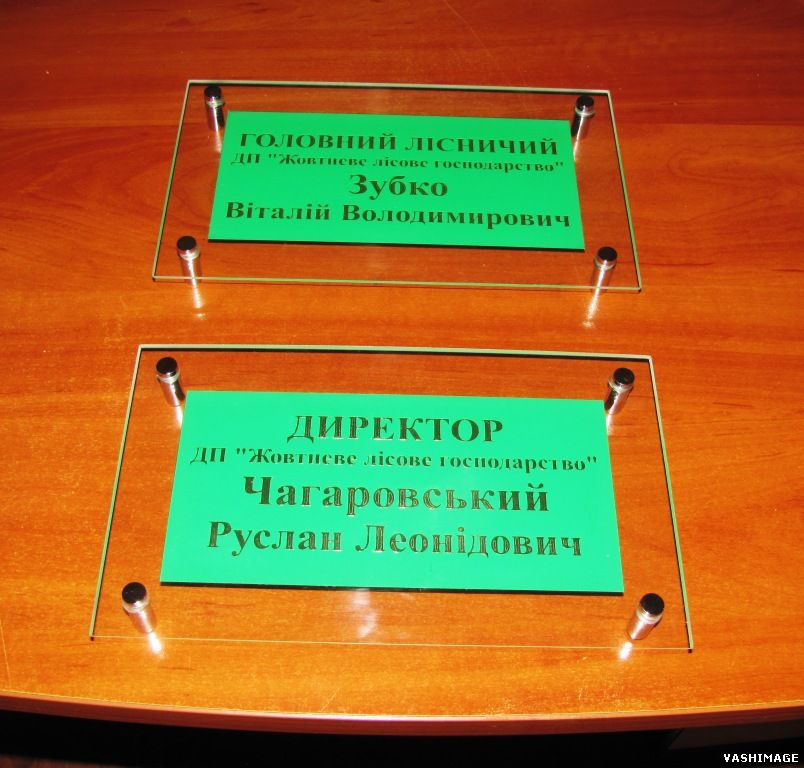 ГОЛОВНИЙ ЛІСНИЧИЙ
ДП "Жовтневе лісове господарство"
Зубко
Віталій Володимирович
ДИРЕКТОР
ДП "Жовтневе лісове господарство"
Чагаровський
Руслан Леонідович
VASHIMAGE